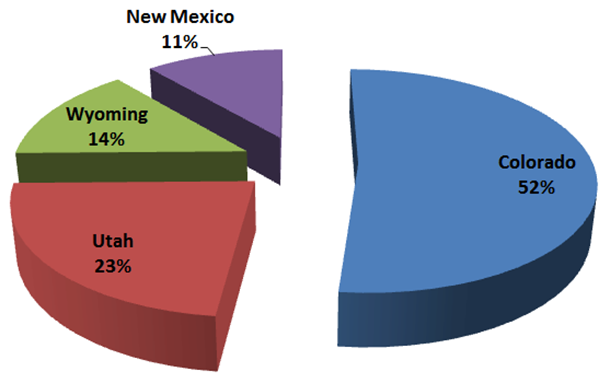 New Mexico
11%
Wyoming
14%
Colorado
52%
Utah
23%